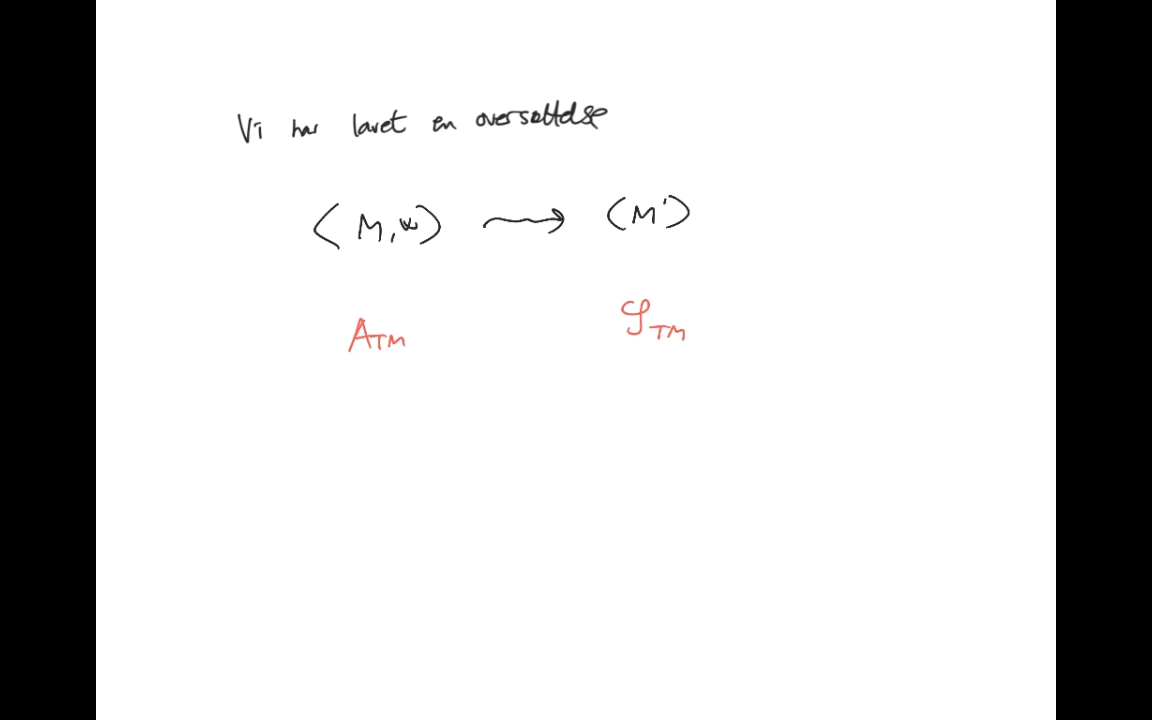 Vi har lavet en oversættelse
⟨M,w⟩ ⟿ ⟨M'⟩
A_TM 𝒮_TM